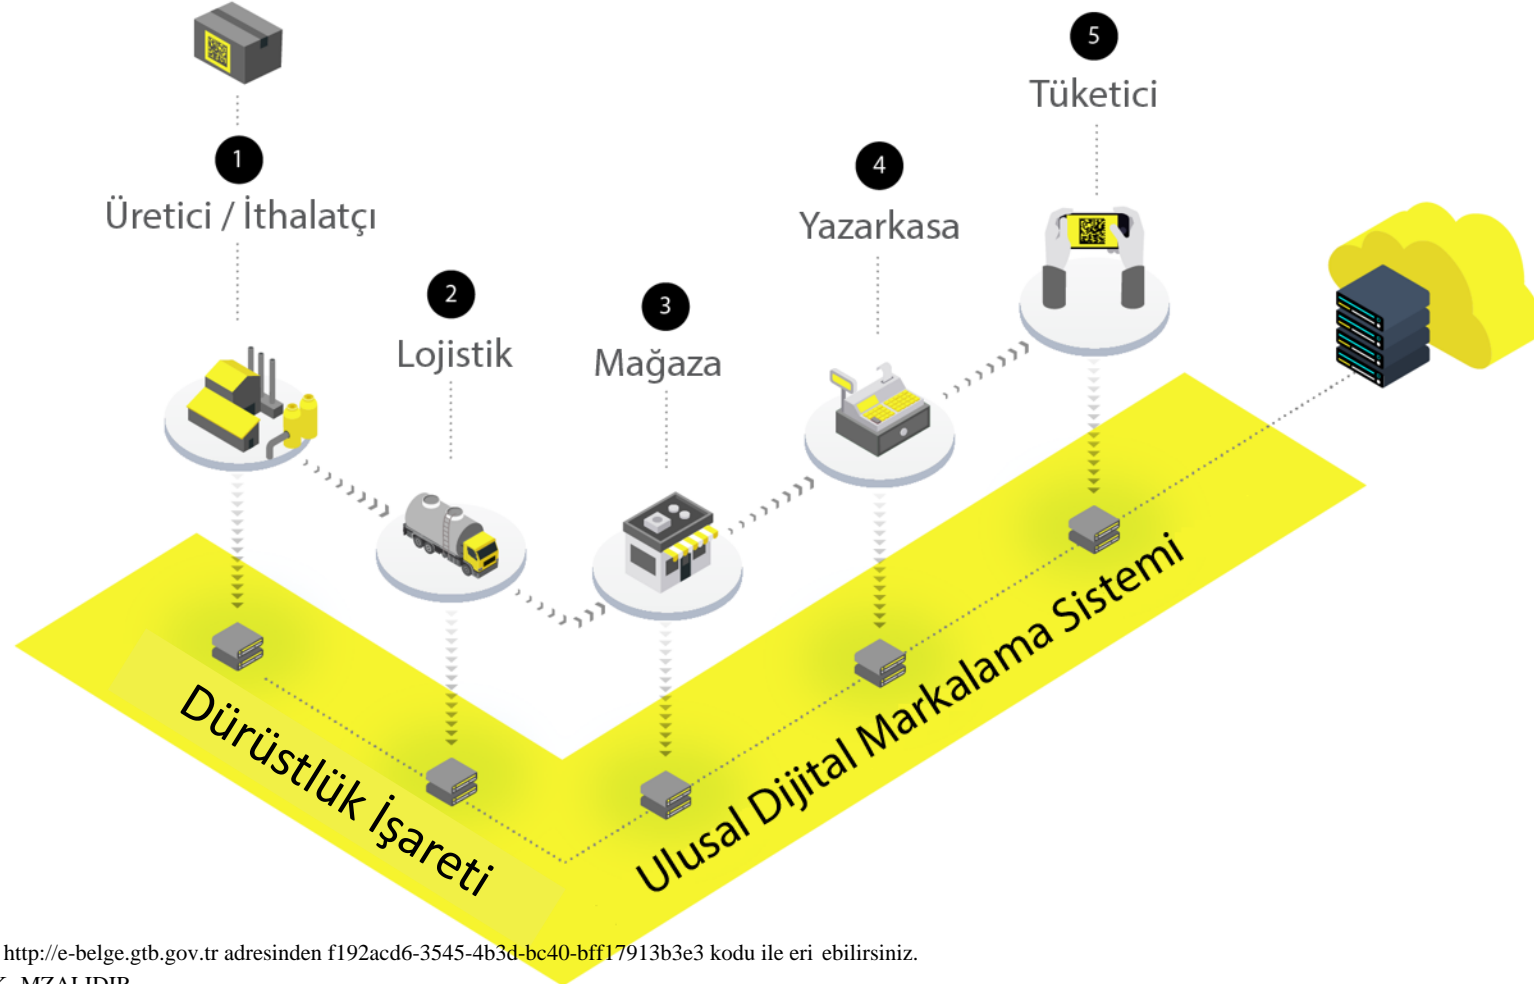 1
Üretici / İthalatçı
2
Lojistik
3
Mağaza
4
Yazarkasa
5
Tüketici
Dürüstlük İşareti
Ulusal Dijital Markalama Sistemi
http://e-belge.gtb.gov.tr adresinden f192acd6-3545-4b3d-bc40-bff17913b3e3 kodu ile eri ebilirsiniz.